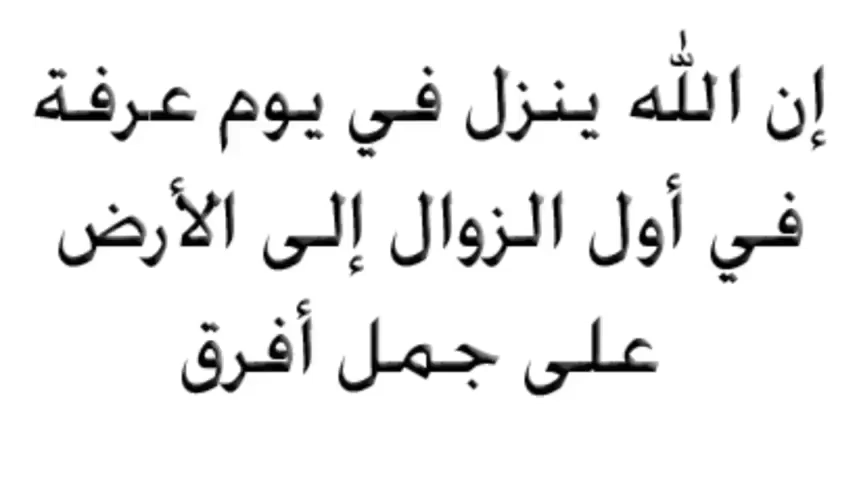 إن الله ينزل في يوم عرفة
في أول الزوال إلى الأرض
على جمل أفرق